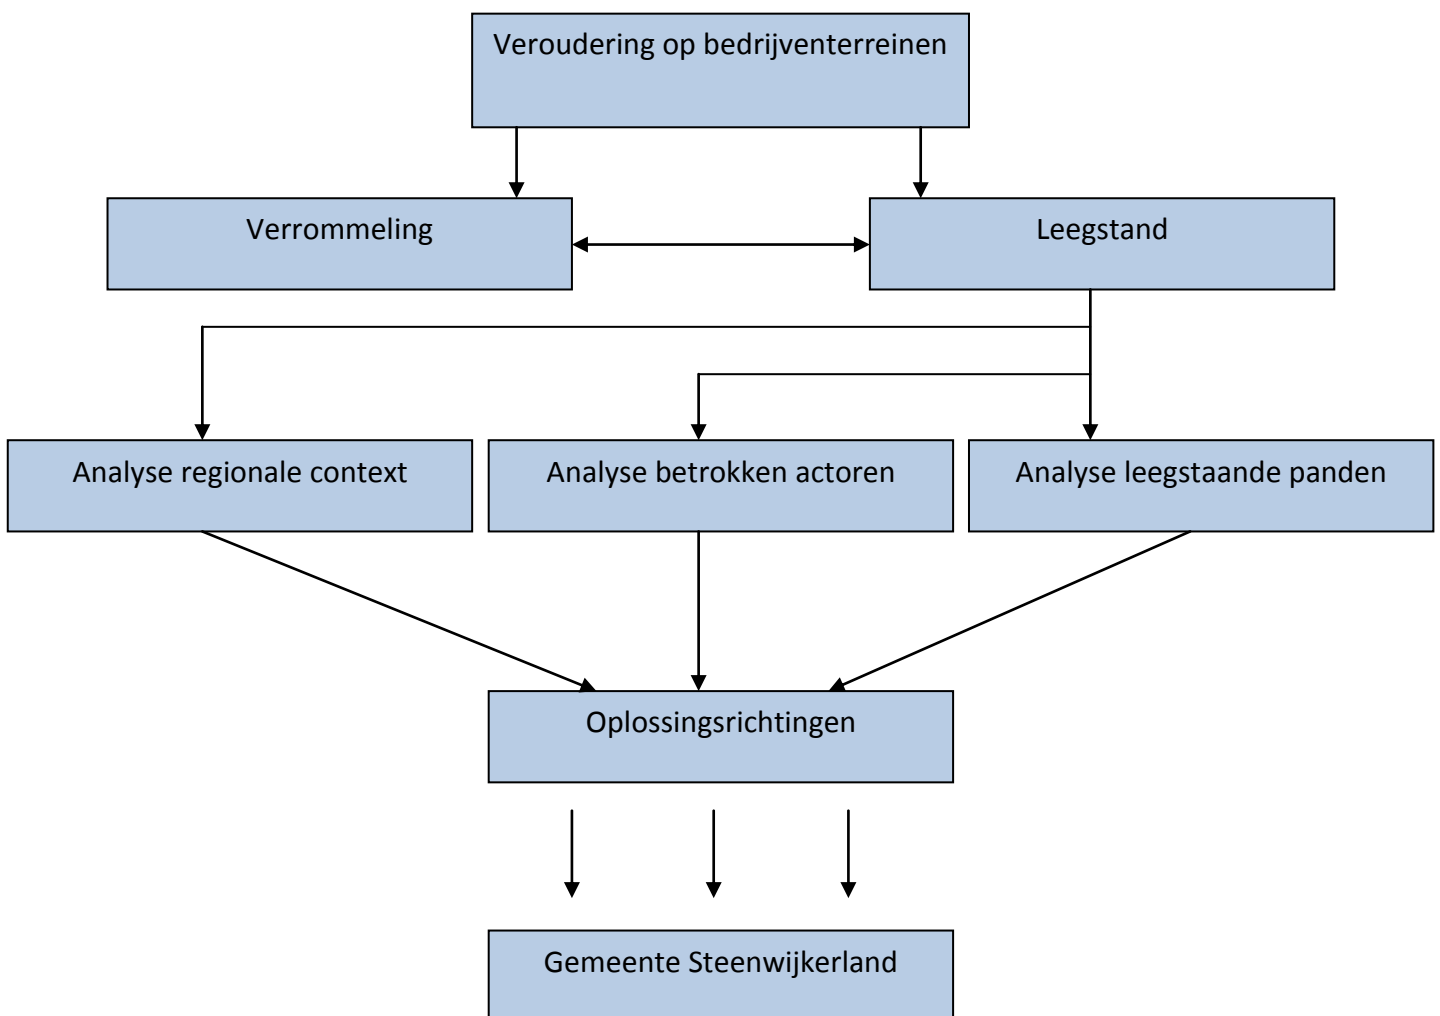 Veroudering op bedrijventerreinen
Verrommeling
Leegstand
Analyse regionale context
Analyse betrokken actoren
Analyse leegstaande panden
Oplossingsrichtingen
Gemeente Steenwijkerland